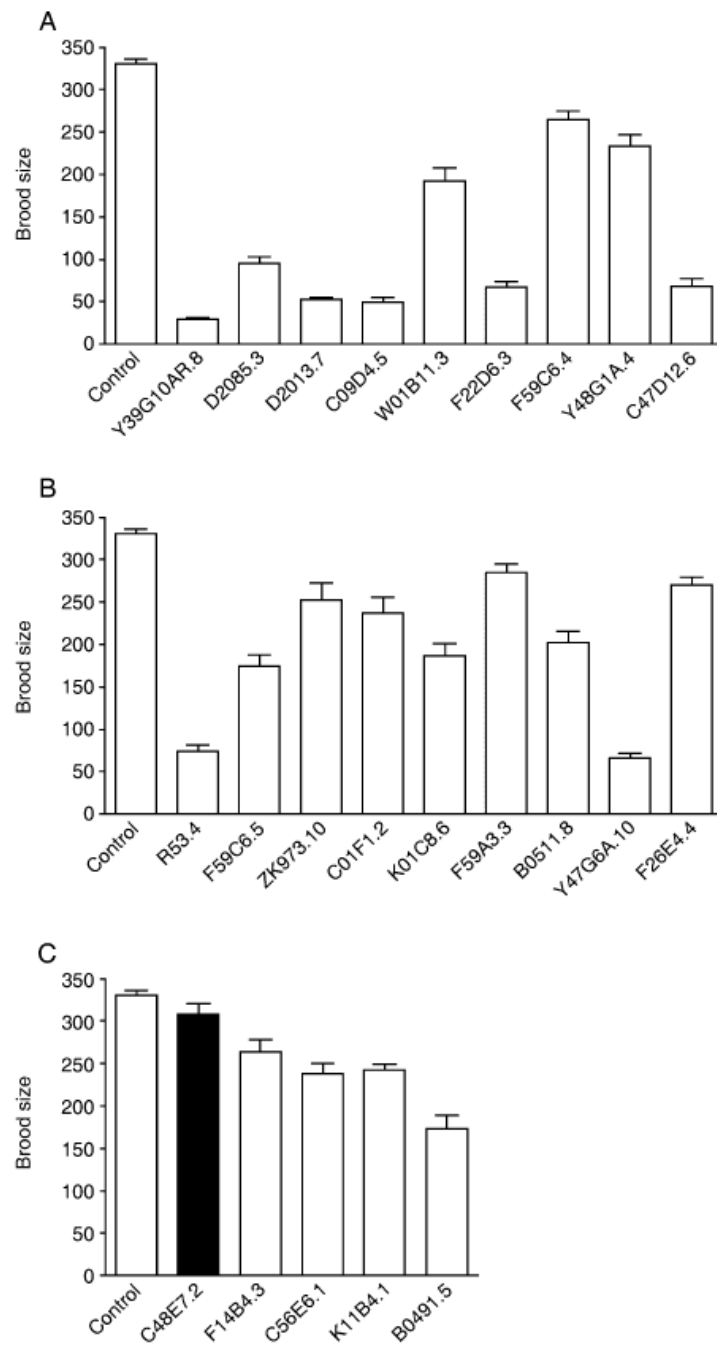 A
350
300
250
200
150
100
50
0
Brood size
Control
Y39G10AR.8
D2085.3
D2013.7
C09D4.5
W01B11.3
F22D6.3
F59C6.4
Y48G1A.4
C47D12.6
B
350
300
250
200
150
100
50
0
Brood size
Control
R53.4
F59C6.5
ZK973.10
C01F1.2
K01C8.6
F59A3.3
B0511.8
Y47G6A.10
F26E4.4
C
350
300
250
200
150
100
50
0
Brood size
Control
C48E7.2
F14B4.3
C56E6.1
K11B4.1
B0491.5